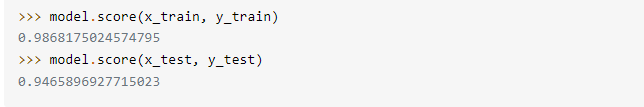 >>> model.score(x_train, y_train)
0.9868175024574795
>>> model.score(x_test, y_test)
0.9465896927715023